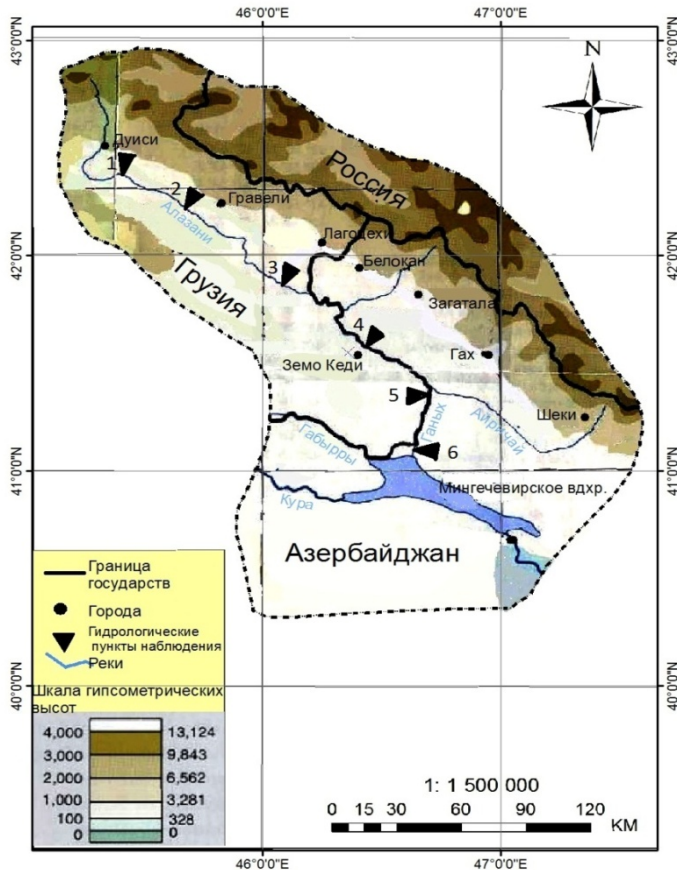 46°0'0"E 47°0'0"E
43°0'0"N 43°0'0"N
N
Дуиси
1
Россия
2
Гравели
Алазани
Лагодехи
42°0'0"N 42°0'0"N
Белокан
3
Грузия
Загатала
4
Земо Кеди
Гах
5
Ганых
Айричай
Шеки
Габырры
6
41°0'0"N 41°0'0"N
Мингечевирское вдхр.
Кура
Азербайджан
Граница
государств
Города
Гидрологические
пункты наблюдения
Реки
Шкала гипсометрических
высот
40°0'0"N 40°0'0"N
4,000 13,124
3,000 9,843
2,000 6,562
1,000 3,281
100 328
0 0
1: 1 500 000
0 15 30 60 90 120
KM
46°0'0"E 47°0'0"E